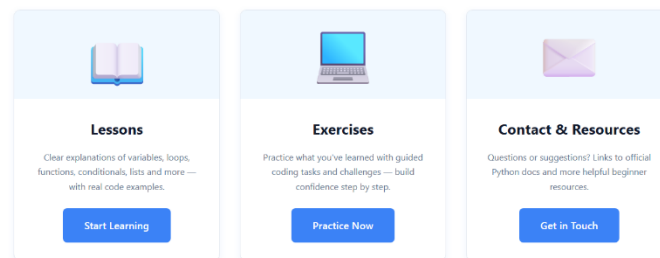 Lessons
Clear explanations of variables, loops,
functions, conditionals, lists and more —
with real code examples.
Start Learning
Exercises
Practice what you've learned with guided
coding tasks and challenges — build
confidence step by step.
Practice Now
Contact & Resources
Questions or suggestions? Links to official
Python docs and more helpful beginner
resources.
Get in Touch